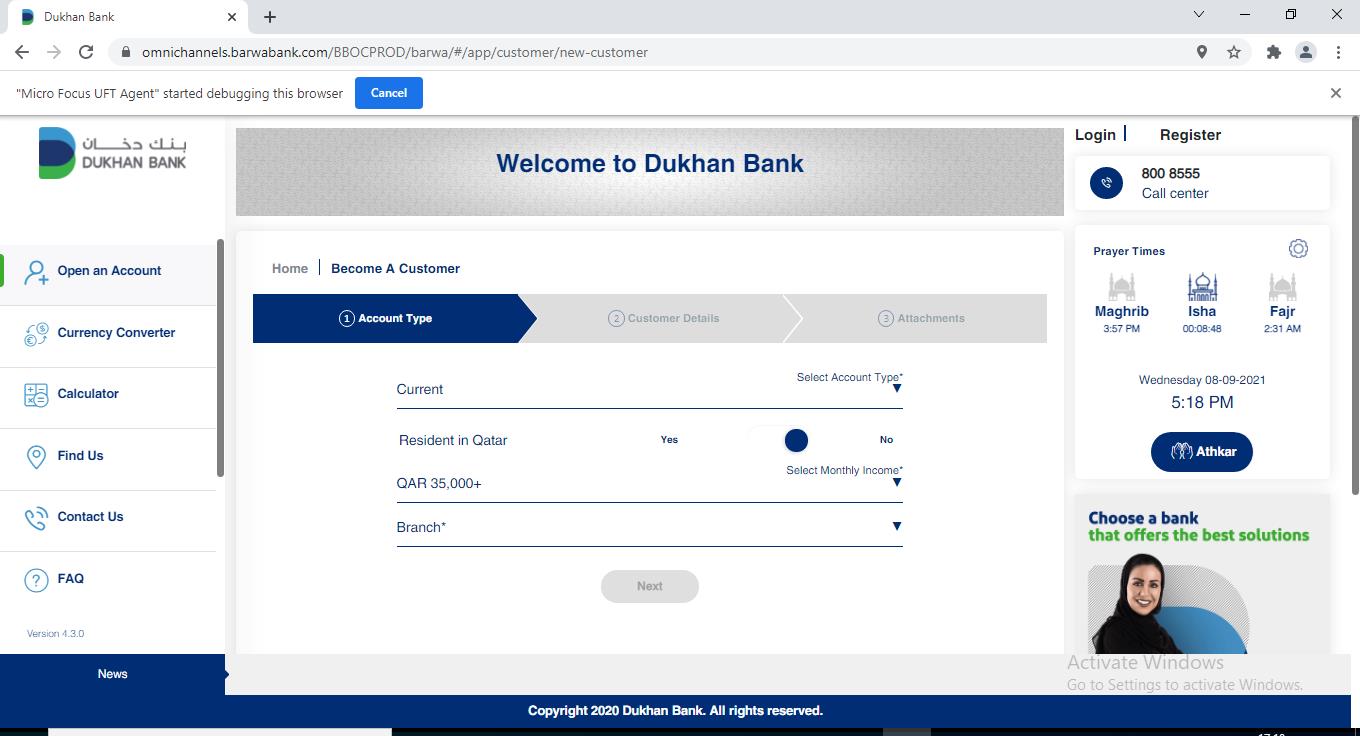 Dukhan Bank
omnichannels.barwabank.com/BBOCPROD/barwa/#/app/customer/new-customer
"Micro Focus UFT Agent" started debugging this browser
Cancel
بنك دخان
DUKHAN BANK
Welcome to Dukhan Bank
Login
Register
800 8555
Call center
Open an Account
Currency Converter
Calculator
Find Us
Contact Us
FAQ
Version 4.3.0
News
Home
Become A Customer
1 Account Type
2 Customer Details
3 Attachments
Select Account Type*
Current
Resident in Qatar Yes No
Select Monthly Income*
QAR 35,000+
Branch*
Next
Prayer Times
Maghrib Isha Fajr
3:57 PM 00:08:48 2:31 AM
Wednesday 08-09-2021
5:18 PM
Athkar
Choose a bank
that offers the best solutions
Activate Windows
Go to Settings to activate Windows.
Copyright 2020 Dukhan Bank. All rights reserved.